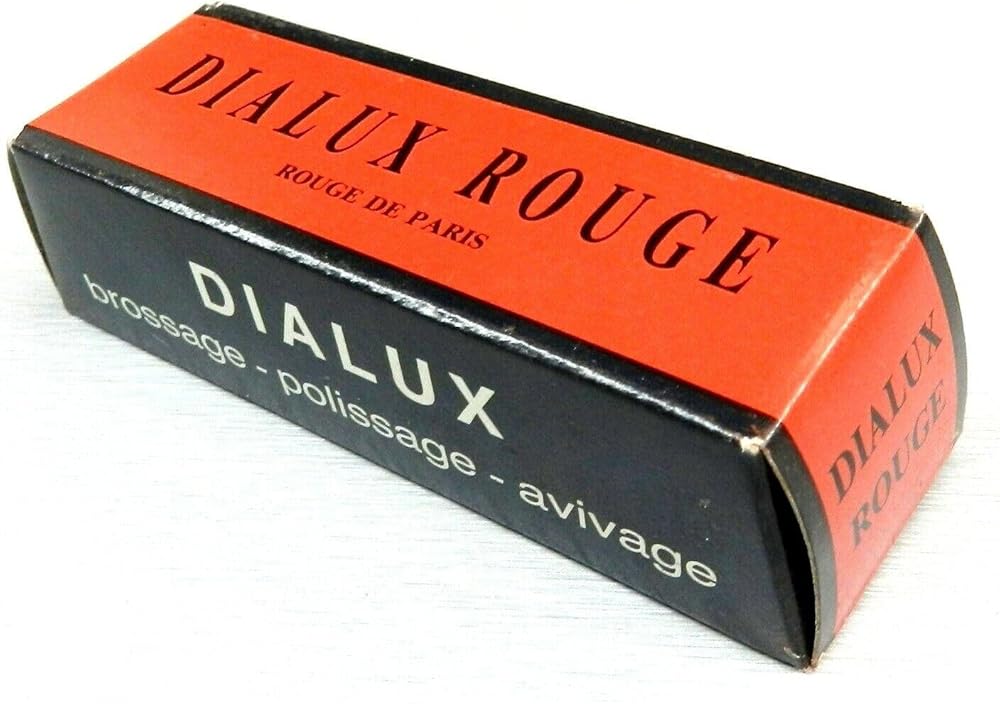 DIALUX ROUGE
ROUGE DE PARIS
DIALUX
brossage - polissage - avivage
DIALUX
ROUGE